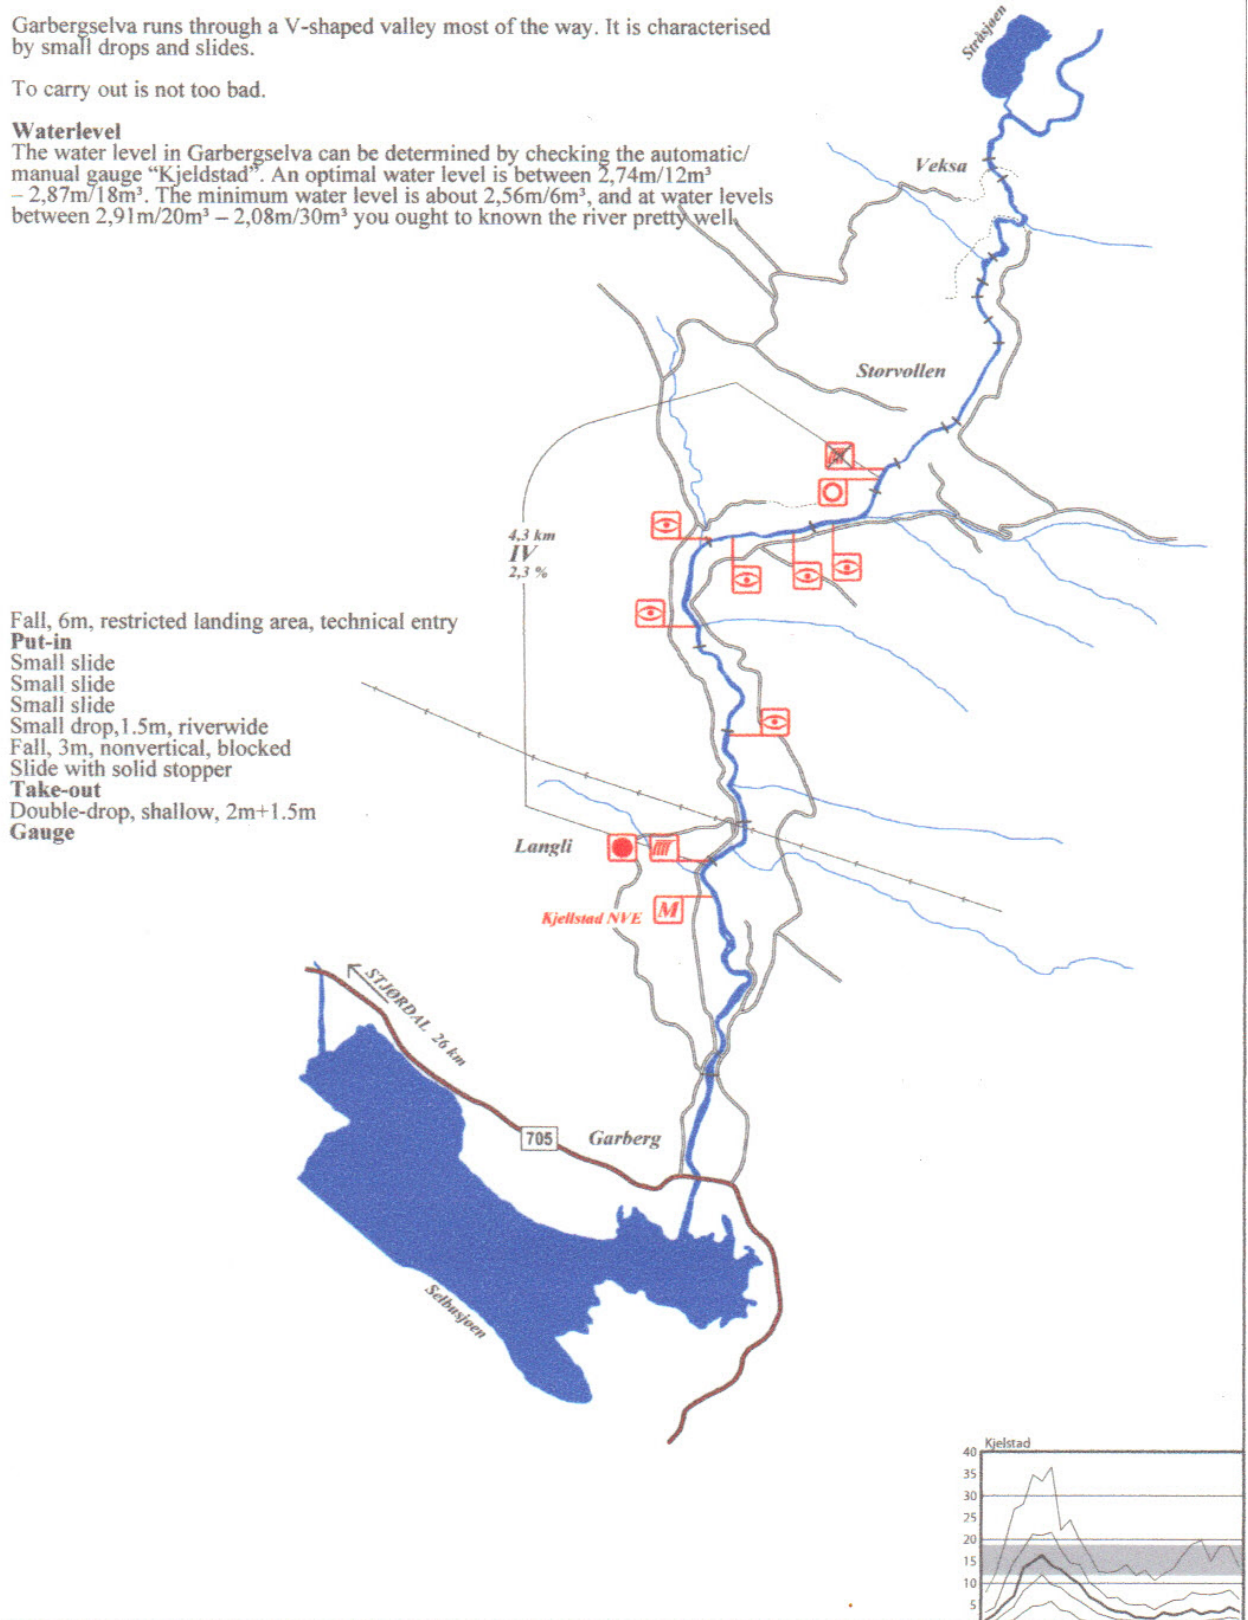 Garbergselva runs through a V-shaped valley most of the way. It is characterised
by small drops and slides.
To carry out is not too bad.
Waterlevel
The water level in Garbergselva can be determined by checking the automatic/
manual gauge “Kjeldstad”. An optimal water level is between 2,74m/12m³
– 2,87m/18m³. The minimum water level is about 2,56m/6m³, and at water levels
between 2,91m/20m³ – 2,08m/30m³ you ought to known the river pretty well.
Stråsjøen
Veksa
Storvollen
4,3 km
IV
2,3 %
Fall, 6m, restricted landing area, technical entry
Put-in
Small slide
Small slide
Small slide
Small drop,1.5m, riverwide
Fall, 3m, nonvertical, blocked
Slide with solid stopper
Take-out
Double-drop, shallow, 2m+1.5m
Gauge
Langli
Kjellstad NVE
M
STJØRDAL 26 km
705
Garberg
Selbusjøen
Kjelstad
40
35
30
25
20
15
10
5